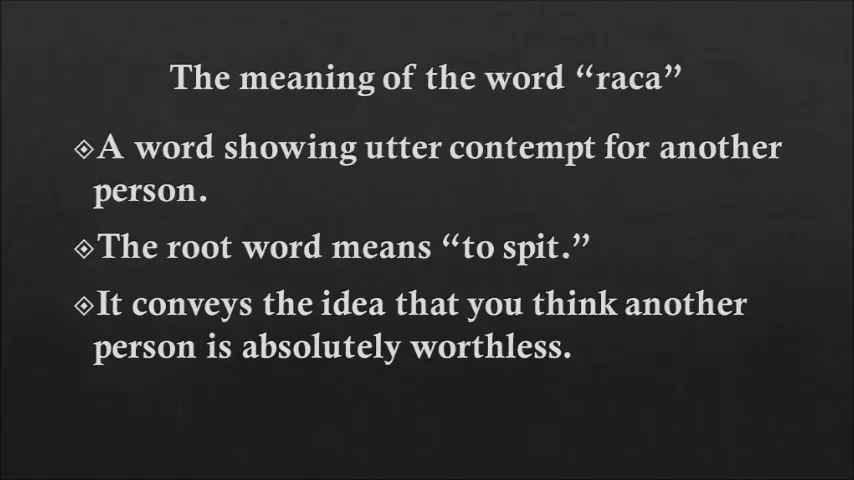 The meaning of the word “raca”
A word showing utter contempt for another
person.
The root word means “to spit.”
It conveys the idea that you think another
person is absolutely worthless.